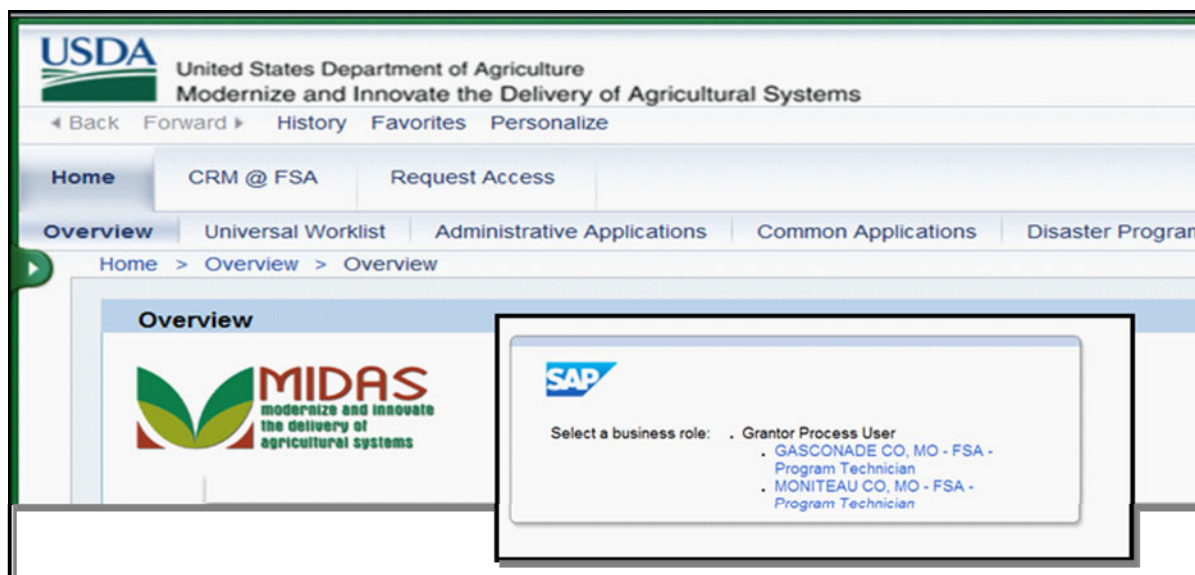 USDA
United States Department of Agriculture
Modernize and Innovate the Delivery of Agricultural Systems
Back Forward History Favorites Personalize
Home CRM @ FSA Request Access
Overview Universal Worklist Administrative Applications Common Applications Disaster Program
Home > Overview > Overview
Overview
MIDAS
modernize and innovate
the delivery of
agricultural systems
SAP
Select a business role: . Grantor Process User
. GASCONADE CO, MO - FSA -
Program Technician
. MONITEAU CO, MO - FSA -
Program Technician